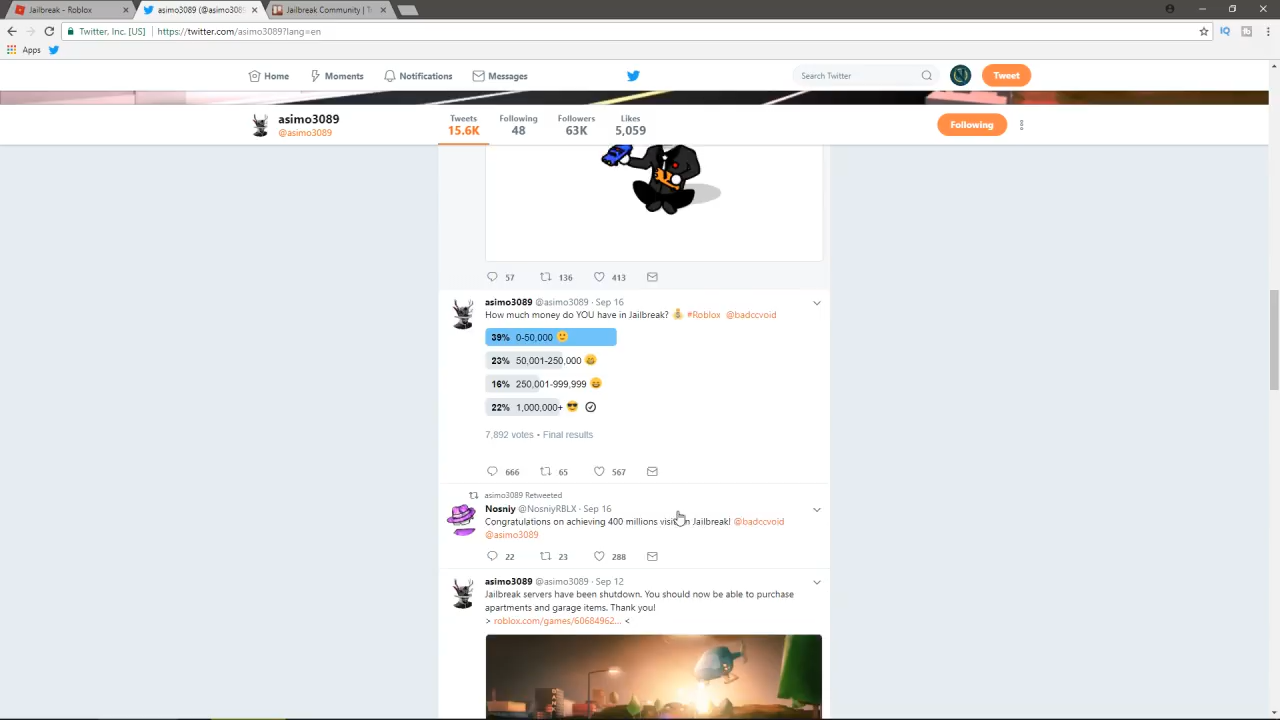 Jailbreak - Roblox
asimo3089 (@asimo3089
Jailbreak Community | T
Twitter, Inc. [US]
https://twitter.com/asimo3089?lang=en
Apps
Home
Moments
Notifications
Messages
Search Twitter
Tweet
asimo3089
@asimo3089
Tweets
15.6K
Following
48
Followers
63K
Likes
5,059
Following
57
136
413
asimo3089 @asimo3089 · Sep 16
How much money do YOU have in Jailbreak? 💰 #Roblox @badccvoid
39% 0-50,000
23% 50,001-250,000
16% 250,001-999,999
22% 1,000,000+ 😎
7,892 votes • Final results
666
65
567
asimo3089 Retweeted
Nosniy @NosniyRBLX · Sep 16
Congratulations on achieving 400 millions visits in Jailbreak! @badccvoid
@asimo3089
22
23
288
asimo3089 @asimo3089 · Sep 12
Jailbreak servers have been shutdown. You should now be able to purchase
apartments and garage items. Thank you!
> roblox.com/games/60684962... <